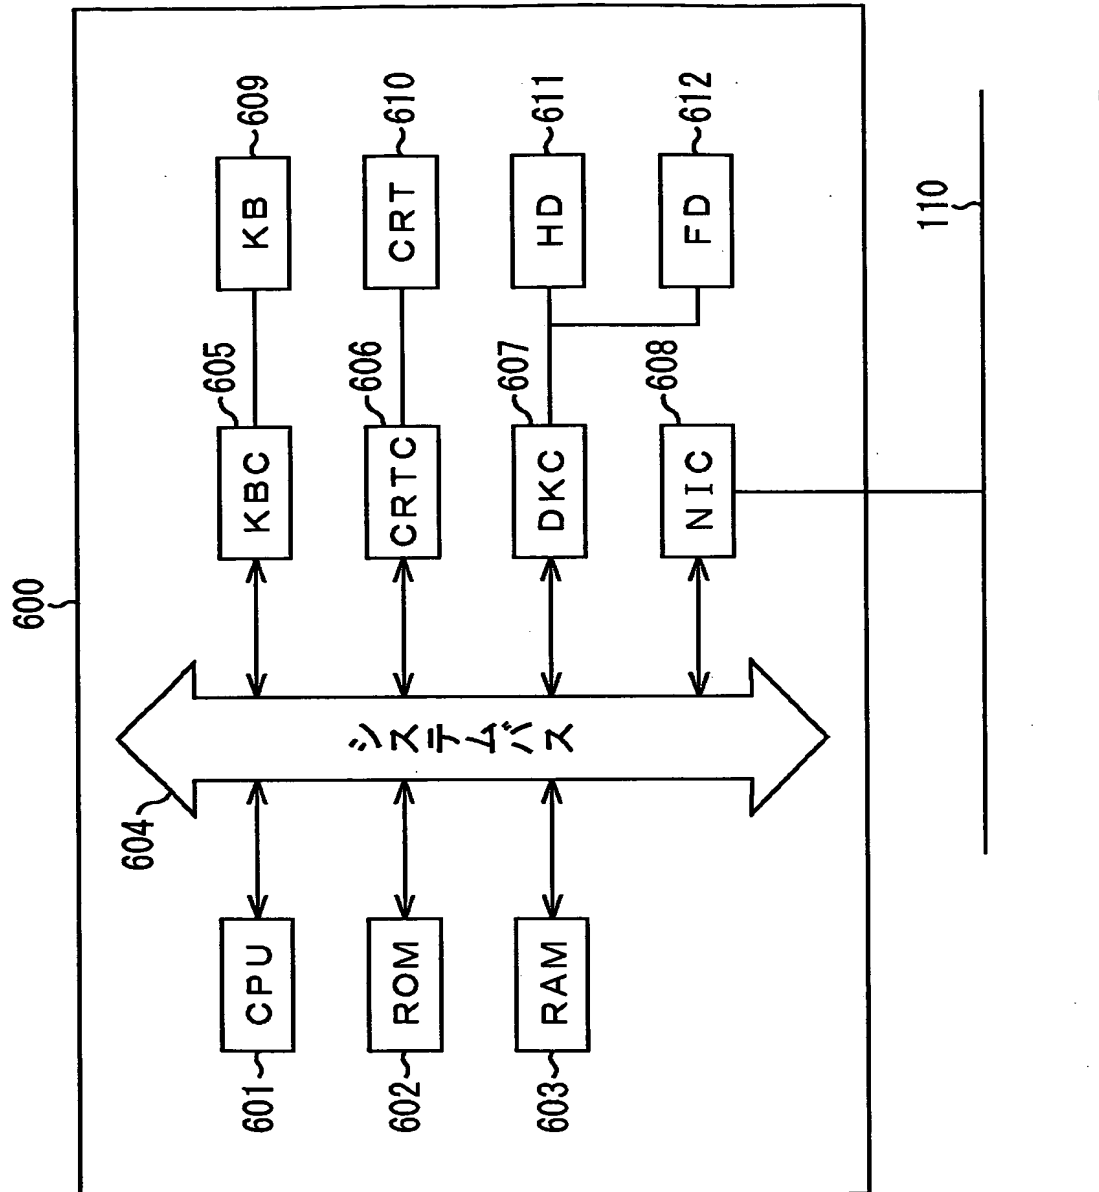 600
601
CPU
602
ROM
603
RAM
604
システムバス
605
KBC
609
KB
606
CRTC
610
CRT
607
DKC
611
HD
608
NIC
612
FD
110